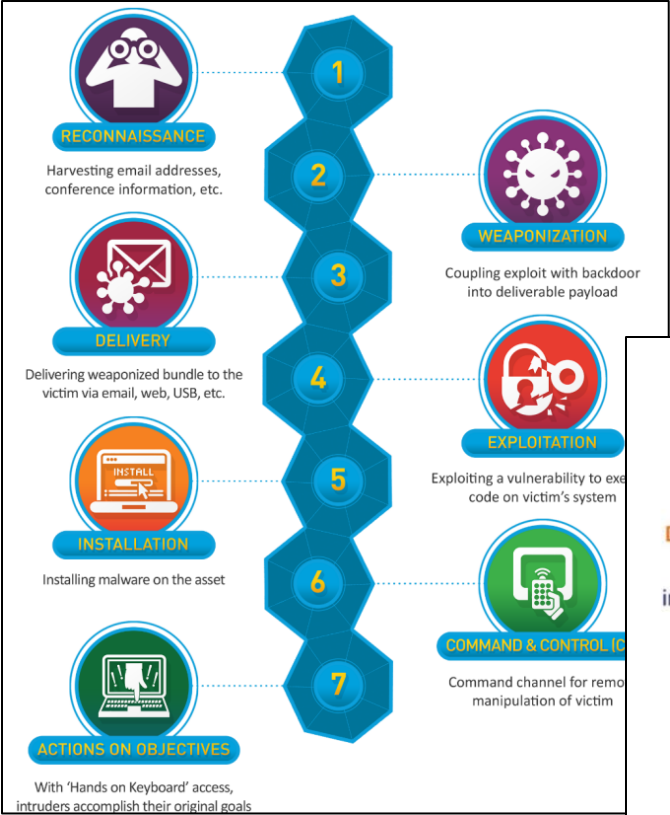 1
RECONNAISSANCE
Harvesting email addresses,
conference information, etc.
2
WEAPONIZATION
Coupling exploit with backdoor
into deliverable payload
3
DELIVERY
Delivering weaponized bundle to the
victim via email, web, USB, etc.
4
EXPLOITATION
Exploiting a vulnerability to exe
code on victim's system
5
INSTALL
INSTALLATION
Installing malware on the asset
6
COMMAND & CONTROL (C
Command channel for remo
manipulation of victim
7
ACTIONS ON OBJECTIVES
With 'Hands on Keyboard' access,
intruders accomplish their original goals